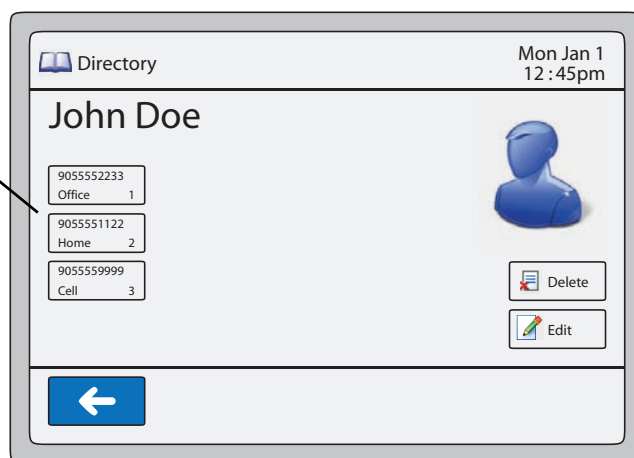 Directory
Mon Jan 1
12:45pm
John Doe
9055552233
Office 1
9055551122
Home 2
9055559999
Cell 3
Delete
Edit